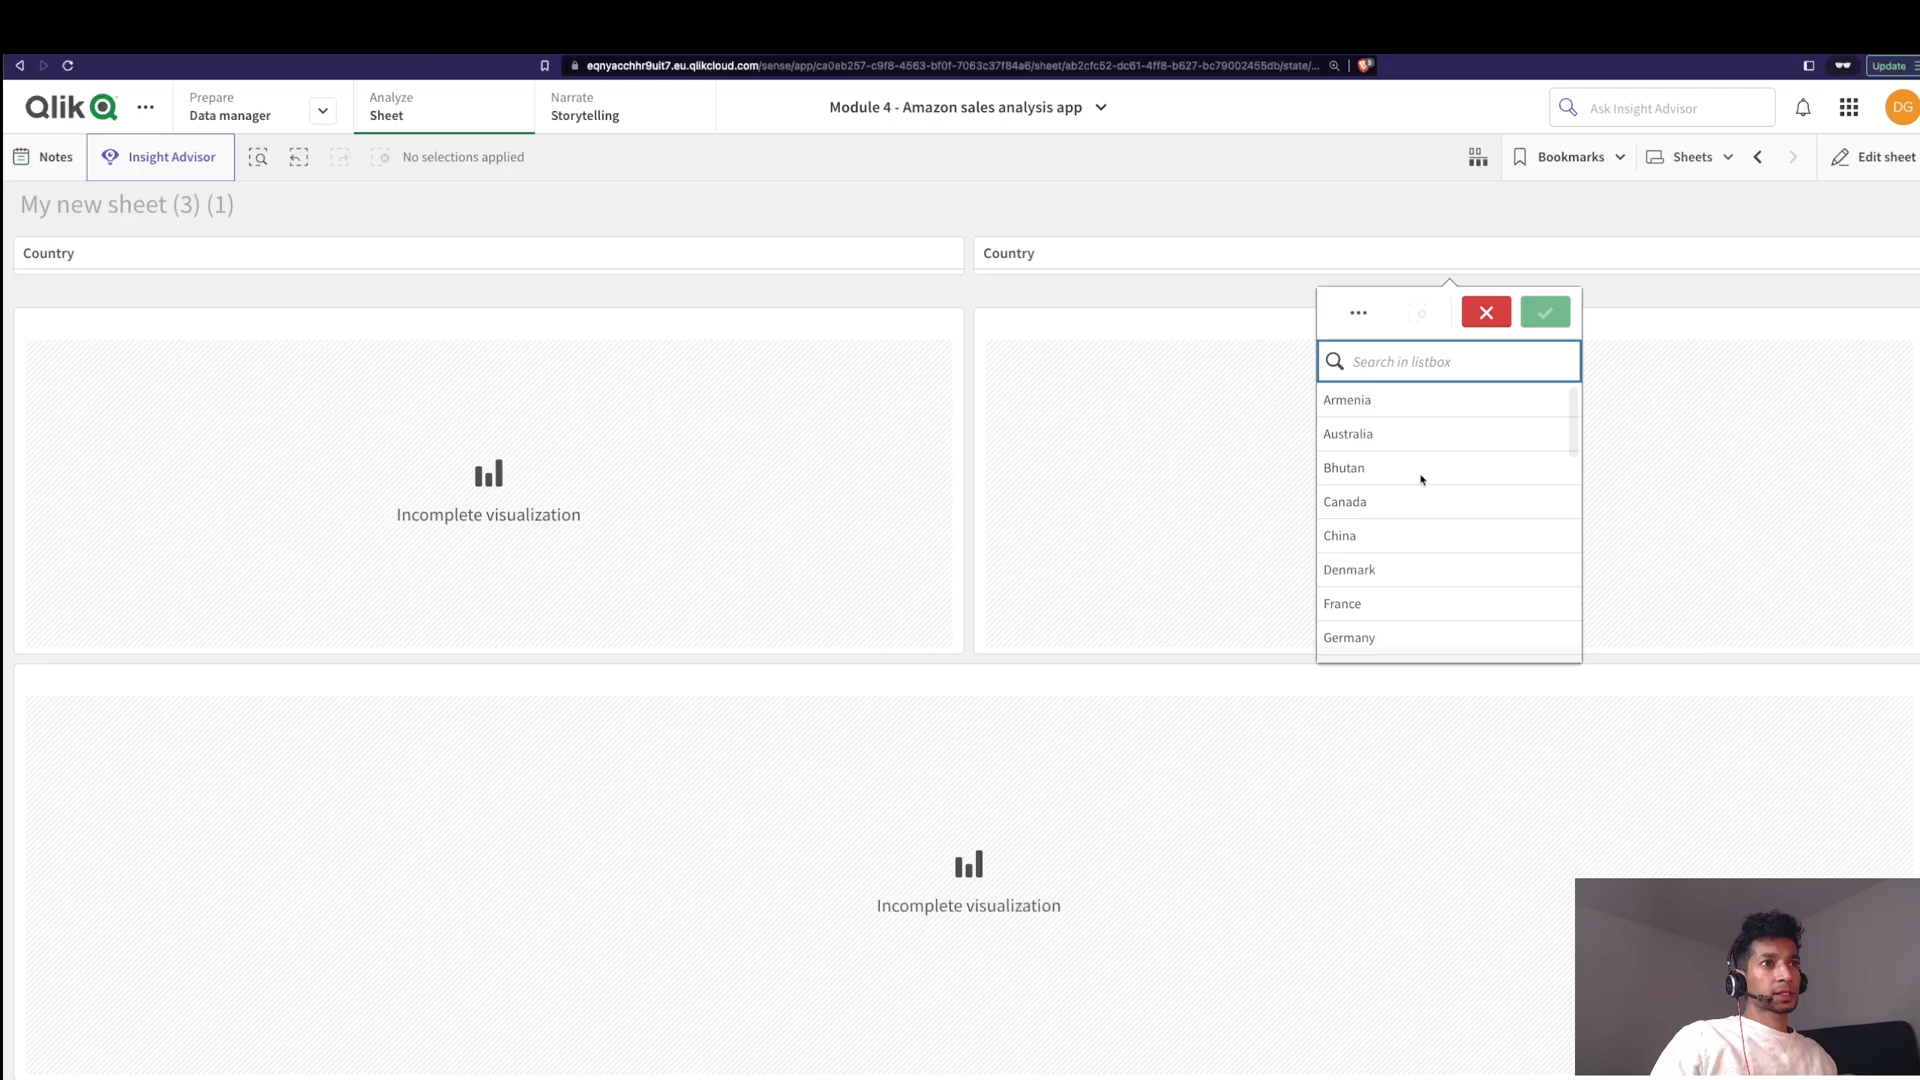 eqnyacchhr9ult7.eu.qlikcloud.com/sense/app/ca0eb257-c9f8-4563-bf0f-7063c37f84a6/sheet/ab2cfc52-dc61-4ff8-b627-bc79002455db/state/...
Update
Qlik
Prepare
Data manager
Analyze
Sheet
Narrate
Storytelling
Module 4 - Amazon sales analysis app
Ask Insight Advisor
DG
Notes
Insight Advisor
No selections applied
Bookmarks
Sheets
Edit sheet
My new sheet (3) (1)
Country
Country
Search in listbox
Armenia
Australia
Bhutan
Canada
China
Denmark
France
Germany
Incomplete visualization
Incomplete visualization